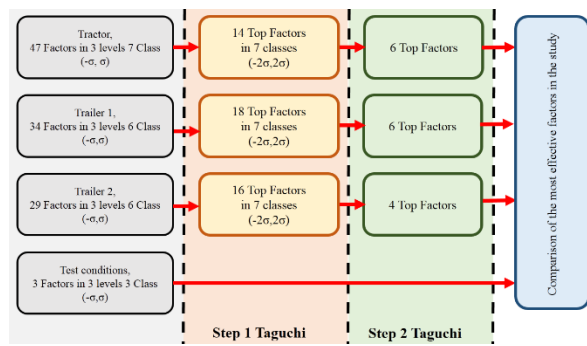 Tractor,
47 Factors in 3 levels 7 Class
(-σ, σ)
14 Top Factors
in 7 classes
(-2σ,2σ)
6 Top Factors
Trailer 1,
34 Factors in 3 levels 6 Class
(-σ,σ)
18 Top Factors
in 7 classes
(-2σ,2σ)
6 Top Factors
Trailer 2,
29 Factors in 3 levels 6 Class
(-σ,σ)
16 Top Factors
in 7 classes
(-2σ,2σ)
4 Top Factors
Test conditions,
3 Factors in 3 levels 3 Class
(-σ,σ)
Comparison of the most effective factors in the study
Step 1 Taguchi
Step 2 Taguchi